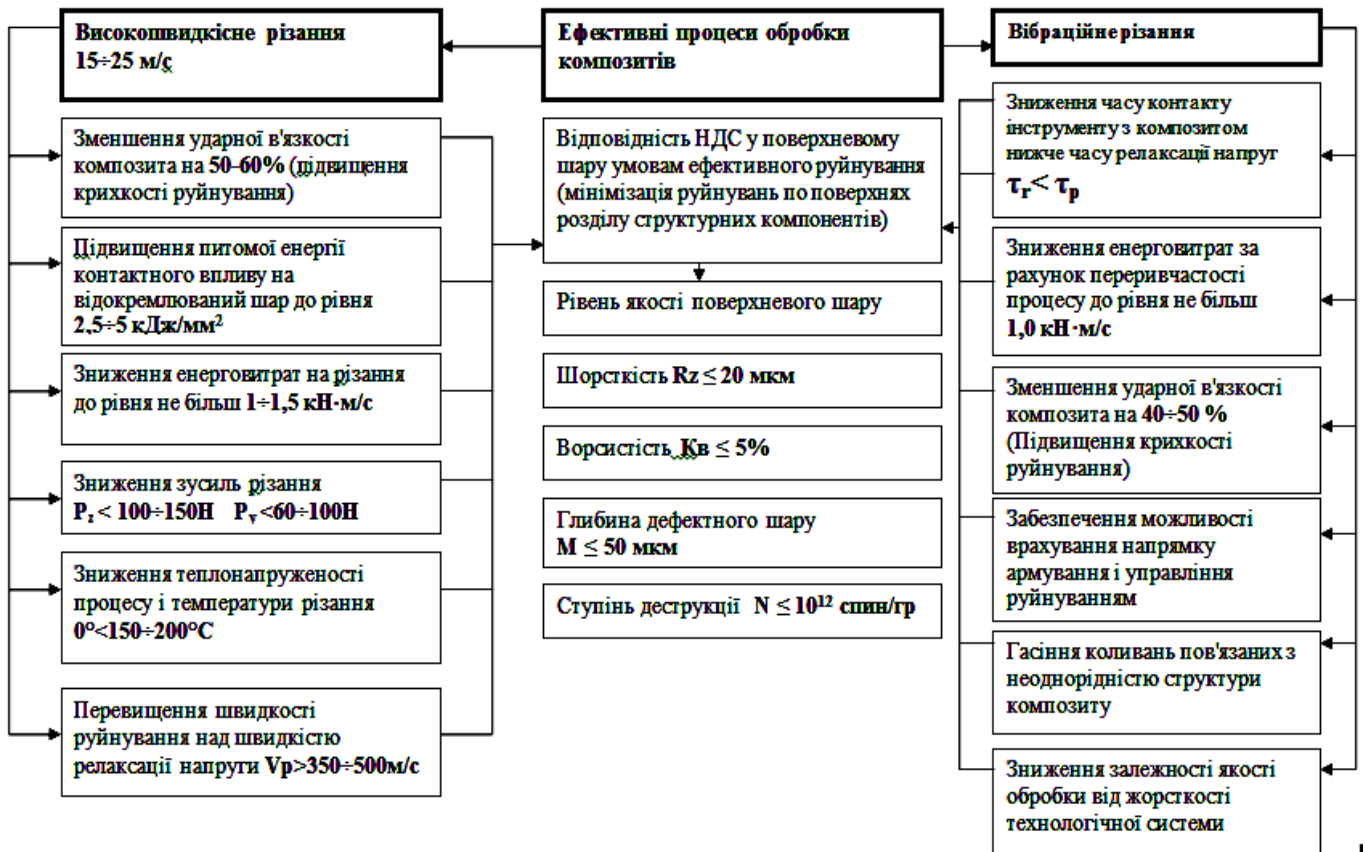 Високошвидкісне різання
15÷25 м/с
Ефективні процеси обробки
композитів
Вібраційне різання
Зменшення ударної в'язкості
композита на 50-60% (підвищення
крихкості руйнування)
Підвищення питомої енергії
контактного впливу на
відокремлюваний шар до рівня
2,5÷5 кДж/мм²
Зниження енерговитрат на різання
до рівня не більш 1÷1,5 кН·м/с
Зниження зусиль різання
P_z < 100÷150Н P_y <60÷100Н
Зниження теплонапруженості
процесу і температури різання
0°<150÷200°С
Перевищення швидкості
руйнування над швидкістю
релаксації напруги Vр>350÷500м/с
Відповідність НДС у поверхневому
шару умовам ефективного руйнування
(мінімізація руйнувань по поверхнях
розділу структурних компонентів)
Рівень якості поверхневого шару
Шорсткість Rz ≤ 20 мкм
Ворсистість Кв ≤ 5%
Глибина дефектного шару
М ≤ 50 мкм
Ступінь деструкції N ≤ 10¹² спин/гр
Зниження часу контакту
інструменту з композитом
нижче часу релаксації напруг
τ_r < τ_p
Зниження енерговитрат за
рахунок переривчастості
процесу до рівня не більш
1,0 кН·м/с
Зменшення ударної в'язкості
композита на 40÷50 %
(Підвищення крихкості
руйнування)
Забезпечення можливості
врахування напрямку
армування і управління
руйнуванням
Гасіння коливань пов'язаних з
неоднорідністю структури
композиту
Зниження залежності якості
обробки від жорсткості
технологічної системи